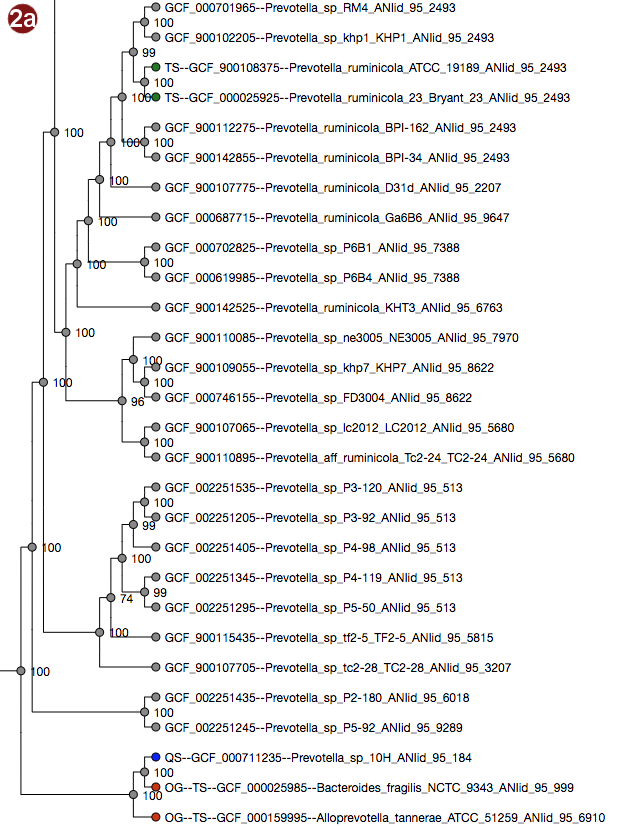 2a
GCF_000701965--Prevotella_sp_RM4_ANIid_95_2493
100
GCF_900102205--Prevotella_sp_khp1_KHP1_ANIid_95_2493
99
TS--GCF_900108375--Prevotella_ruminicola_ATCC_19189_ANIid_95_2493
100
100
TS--GCF_000025925--Prevotella_ruminicola_23_Bryant_23_ANIid_95_2493
GCF_900112275--Prevotella_ruminicola_BPI-162_ANIid_95_2493
100
100
100
GCF_900142855--Prevotella_ruminicola_BPI-34_ANIid_95_2493
100
GCF_900107775--Prevotella_ruminicola_D31d_ANIid_95_2207
GCF_000687715--Prevotella_ruminicola_Ga6B6_ANIid_95_9647
100
GCF_000702825--Prevotella_sp_P6B1_ANIid_95_7388
100
100
GCF_000619985--Prevotella_sp_P6B4_ANIid_95_7388
GCF_900142525--Prevotella_ruminicola_KHT3_ANIid_95_6763
100
GCF_900110085--Prevotella_sp_ne3005_NE3005_ANIid_95_7970
100
GCF_900109055--Prevotella_sp_khp7_KHP7_ANIid_95_8622
100
100
GCF_000746155--Prevotella_sp_FD3004_ANIid_95_8622
96
GCF_900107065--Prevotella_sp_lc2012_LC2012_ANIid_95_5680
100
GCF_900110895--Prevotella_aff_ruminicola_Tc2-24_TC2-24_ANIid_95_5680
GCF_002251535--Prevotella_sp_P3-120_ANIid_95_513
100
GCF_002251205--Prevotella_sp_P3-92_ANIid_95_513
99
100
GCF_002251405--Prevotella_sp_P4-98_ANIid_95_513
100
GCF_002251345--Prevotella_sp_P4-119_ANIid_95_513
99
74
GCF_002251295--Prevotella_sp_P5-50_ANIid_95_513
100
GCF_900115435--Prevotella_sp_tf2-5_TF2-5_ANIid_95_5815
GCF_900107705--Prevotella_sp_tc2-28_TC2-28_ANIid_95_3207
100
GCF_002251435--Prevotella_sp_P2-180_ANIid_95_6018
100
GCF_002251245--Prevotella_sp_P5-92_ANIid_95_9289
QS--GCF_000711235--Prevotella_sp_10H_ANIid_95_184
100
OG--TS--GCF_000025985--Bacteroides_fragilis_NCTC_9343_ANIid_95_999
100
OG--TS--GCF_000159995--Alloprevotella_tannerae_ATCC_51259_ANIid_95_6910